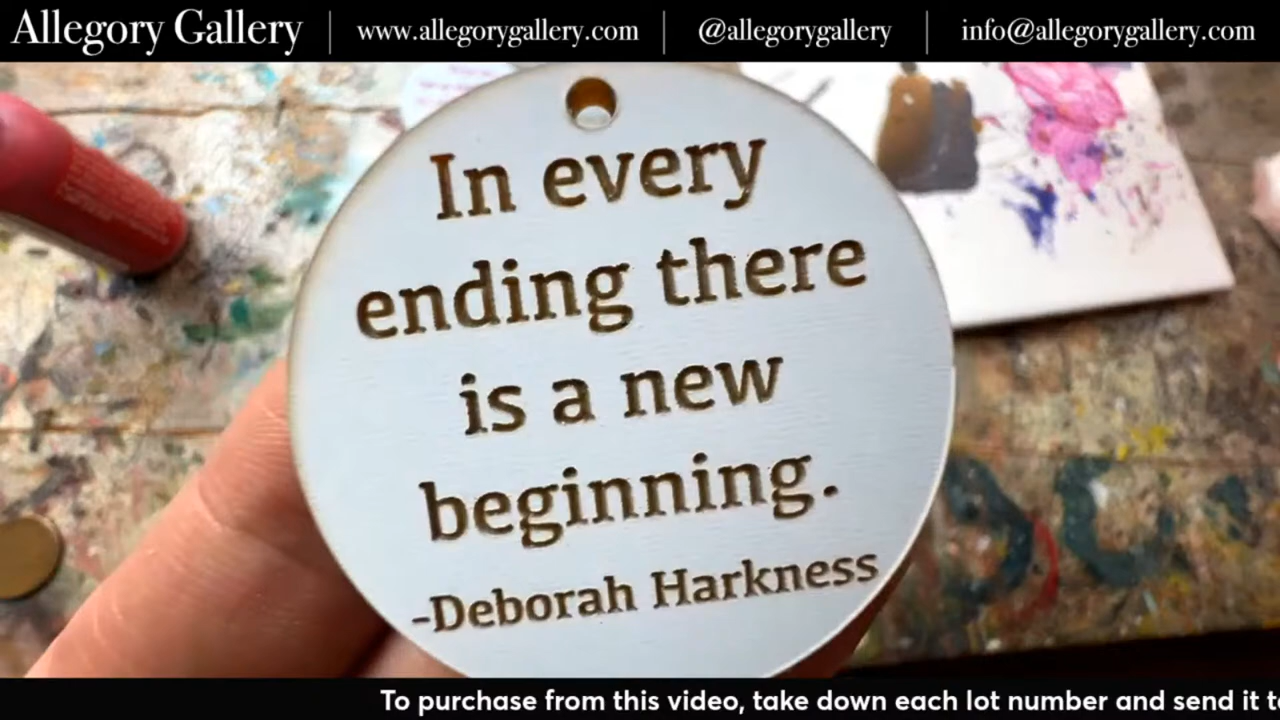 Allegory Gallery | www.allegorygallery.com | @allegorygallery | info@allegorygallery.com
In every
ending there
is a new
beginning.
-Deborah Harkness
To purchase from this video, take down each lot number and send it